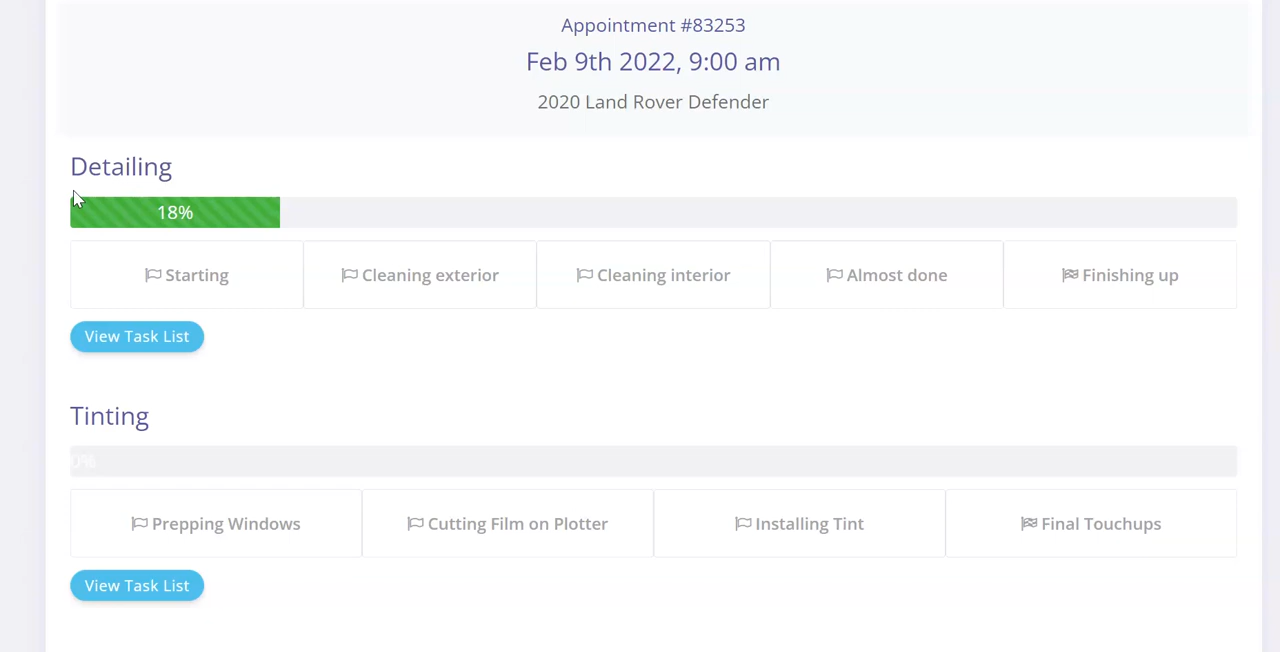 Appointment #83253
Feb 9th 2022, 9:00 am
2020 Land Rover Defender
Detailing
18%
Starting Cleaning exterior Cleaning interior Almost done Finishing up
View Task List
Tinting
0%
Prepping Windows Cutting Film on Plotter Installing Tint Final Touchups
View Task List